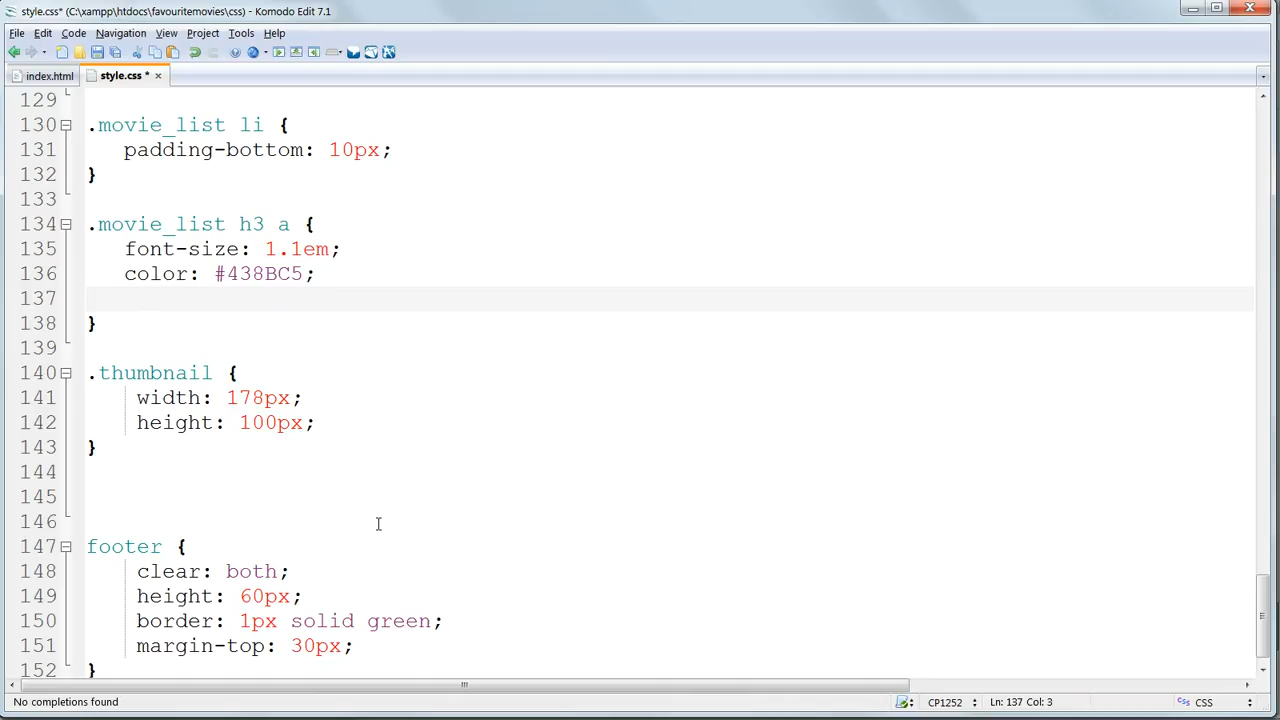 style.css* (C:\xampp\htdocs\favouritemovies\css) - Komodo Edit 7.1
File Edit Code Navigation View Project Tools Help
index.html style.css *
129
130 .movie_list li {
131 padding-bottom: 10px;
132 }
133
134 .movie_list h3 a {
135 font-size: 1.1em;
136 color: #438BC5;
137
138 }
139
140 .thumbnail {
141 width: 178px;
142 height: 100px;
143 }
144
145
146
147 footer {
148 clear: both;
149 height: 60px;
150 border: 1px solid green;
151 margin-top: 30px;
152 }
No completions found CP1252 Ln: 137 Col: 3 CSS